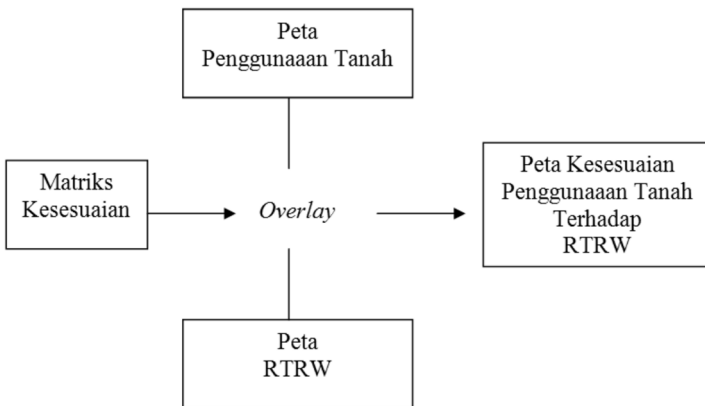 Peta
Penggunaaan Tanah
Matriks
Kesesuaian
Overlay
Peta Kesesuaian
Penggunaaan Tanah
Terhadap
RTRW
Peta
RTRW